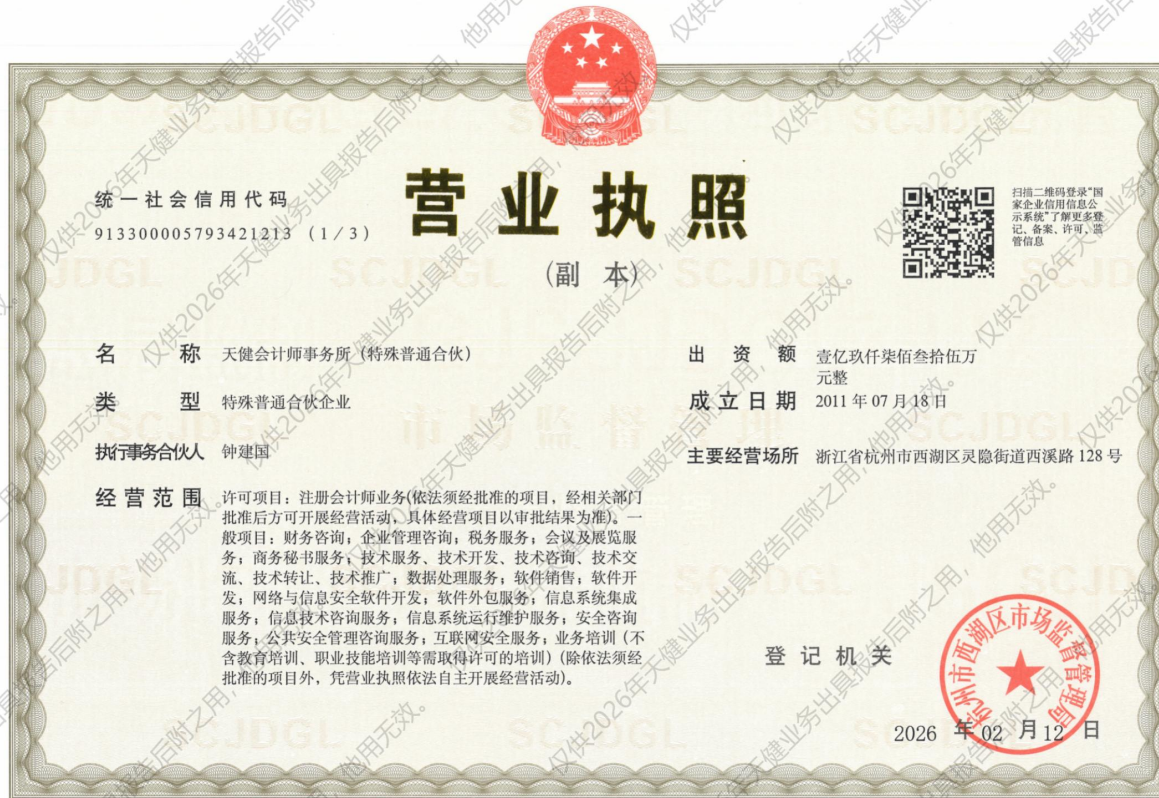 营业执照
（副 本）
统一社会信用代码
913300005793421213 (1/3)
扫描二维码登录“国
家企业信用信息公
示系统”了解更多登
记、备案、许可、监
管信息
名 称 天健会计师事务所（特殊普通合伙）
类 型 特殊普通合伙企业
执行事务合伙人 钟建国
经营范围 许可项目：注册会计师业务(依法须经批准的项目，经相关部门
批准后方可开展经营活动，具体经营项目以审批结果为准)。一
般项目：财务咨询；企业管理咨询；税务服务；会议及展览服
务；商务秘书服务；技术服务、技术开发、技术咨询、技术交
流、技术转让、技术推广；数据处理服务；软件销售；软件开
发；网络与信息安全软件开发；软件外包服务；信息系统集成
服务；信息技术咨询服务；信息系统运行维护服务；安全咨询
服务；公共安全管理咨询服务；互联网安全服务；业务培训（不
含教育培训、职业技能培训等需取得许可的培训）(除依法须经
批准的项目外，凭营业执照依法自主开展经营活动)。
出 资 额 壹亿玖仟柒佰叁拾伍万
元整
成立日期 2011 年 07 月 18 日
主要经营场所 浙江省杭州市西湖区灵隐街道西溪路 128 号
登记机关
杭州市西湖区市场监督管理局
2026 年 02 月 12 日
仅供2026年天健业务出具报告后附之用，他用无效。
SCJDGL
市场监督管理